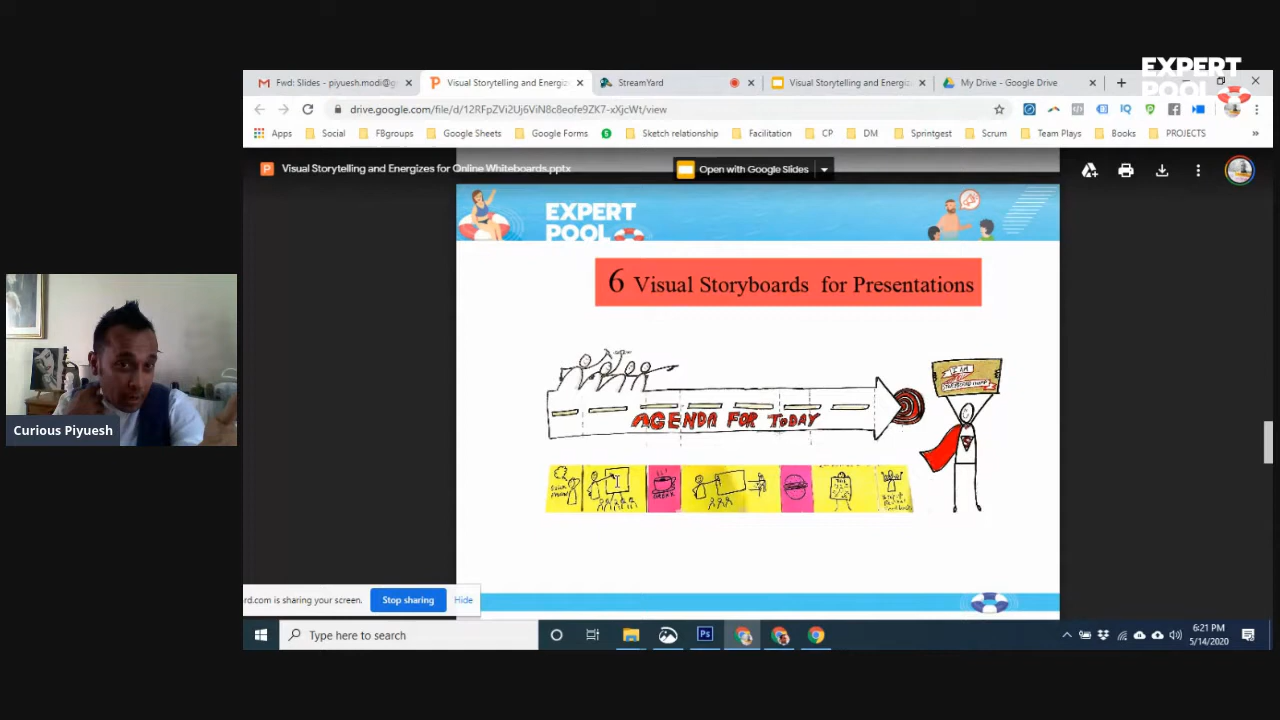 EXPERT
POOL
Fwd: Slides - piyuesh.modi@g
Visual Storytelling and Energiz
StreamYard
Visual Storytelling and Energiz
My Drive - Google Drive
drive.google.com/file/d/12RFpZVi2Uj6ViN8c8eofe9ZK7-xXjcWt/view
Apps Social FBgroups Google Sheets Google Forms Sketch relationship Facilitation CP DM Sprintgest Scrum Team Plays Books PROJECTS »
Visual Storytelling and Energizes for Online Whiteboards.pptx
Open with Google Slides
EXPERT
POOL
6 Visual Storyboards for Presentations
I AM
AGENDA FOR TODAY
S
Curious Piyuesh
rd.com is sharing your screen. Stop sharing Hide
Type here to search
Ps
6:21 PM
5/14/2020